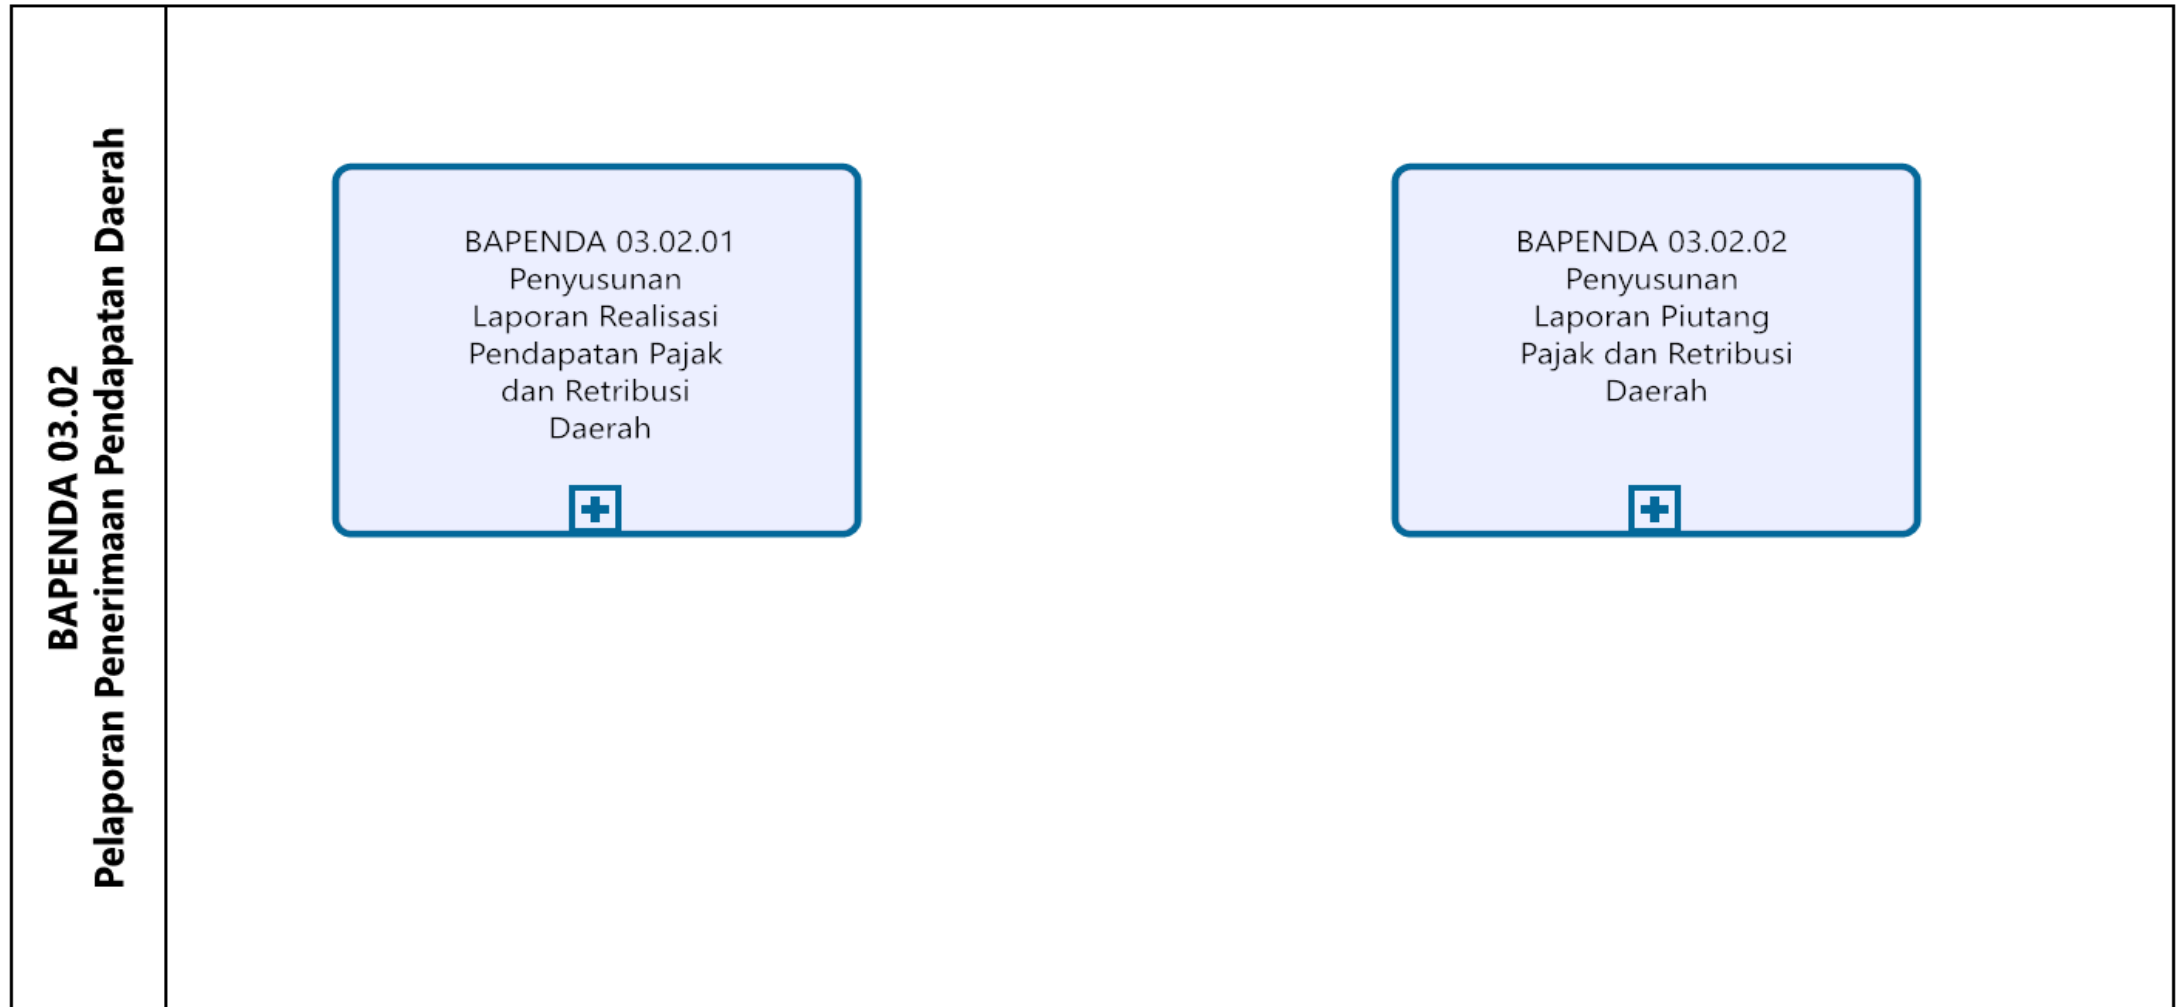 BAPENDA 03.02
Pelaporan Penerimaan Pendapatan Daerah
BAPENDA 03.02.01
Penyusunan
Laporan Realisasi
Pendapatan Pajak
dan Retribusi
Daerah
BAPENDA 03.02.02
Penyusunan
Laporan Piutang
Pajak dan Retribusi
Daerah